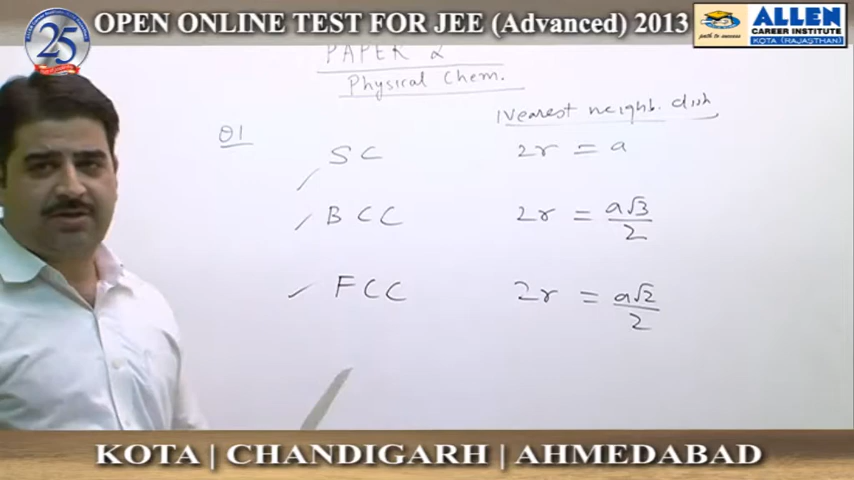 OPEN ONLINE TEST FOR JEE (Advanced) 2013
25
path to success
ALLEN
CAREER INSTITUTE
KOTA (RAJASTHAN)
PAPER 2
Physical Chem.
Nearest neighb. dist
Q1
SC 2r = a
BCC 2r = a√3/2
FCC 2r = a√2/2
KOTA | CHANDIGARH | AHMEDABAD